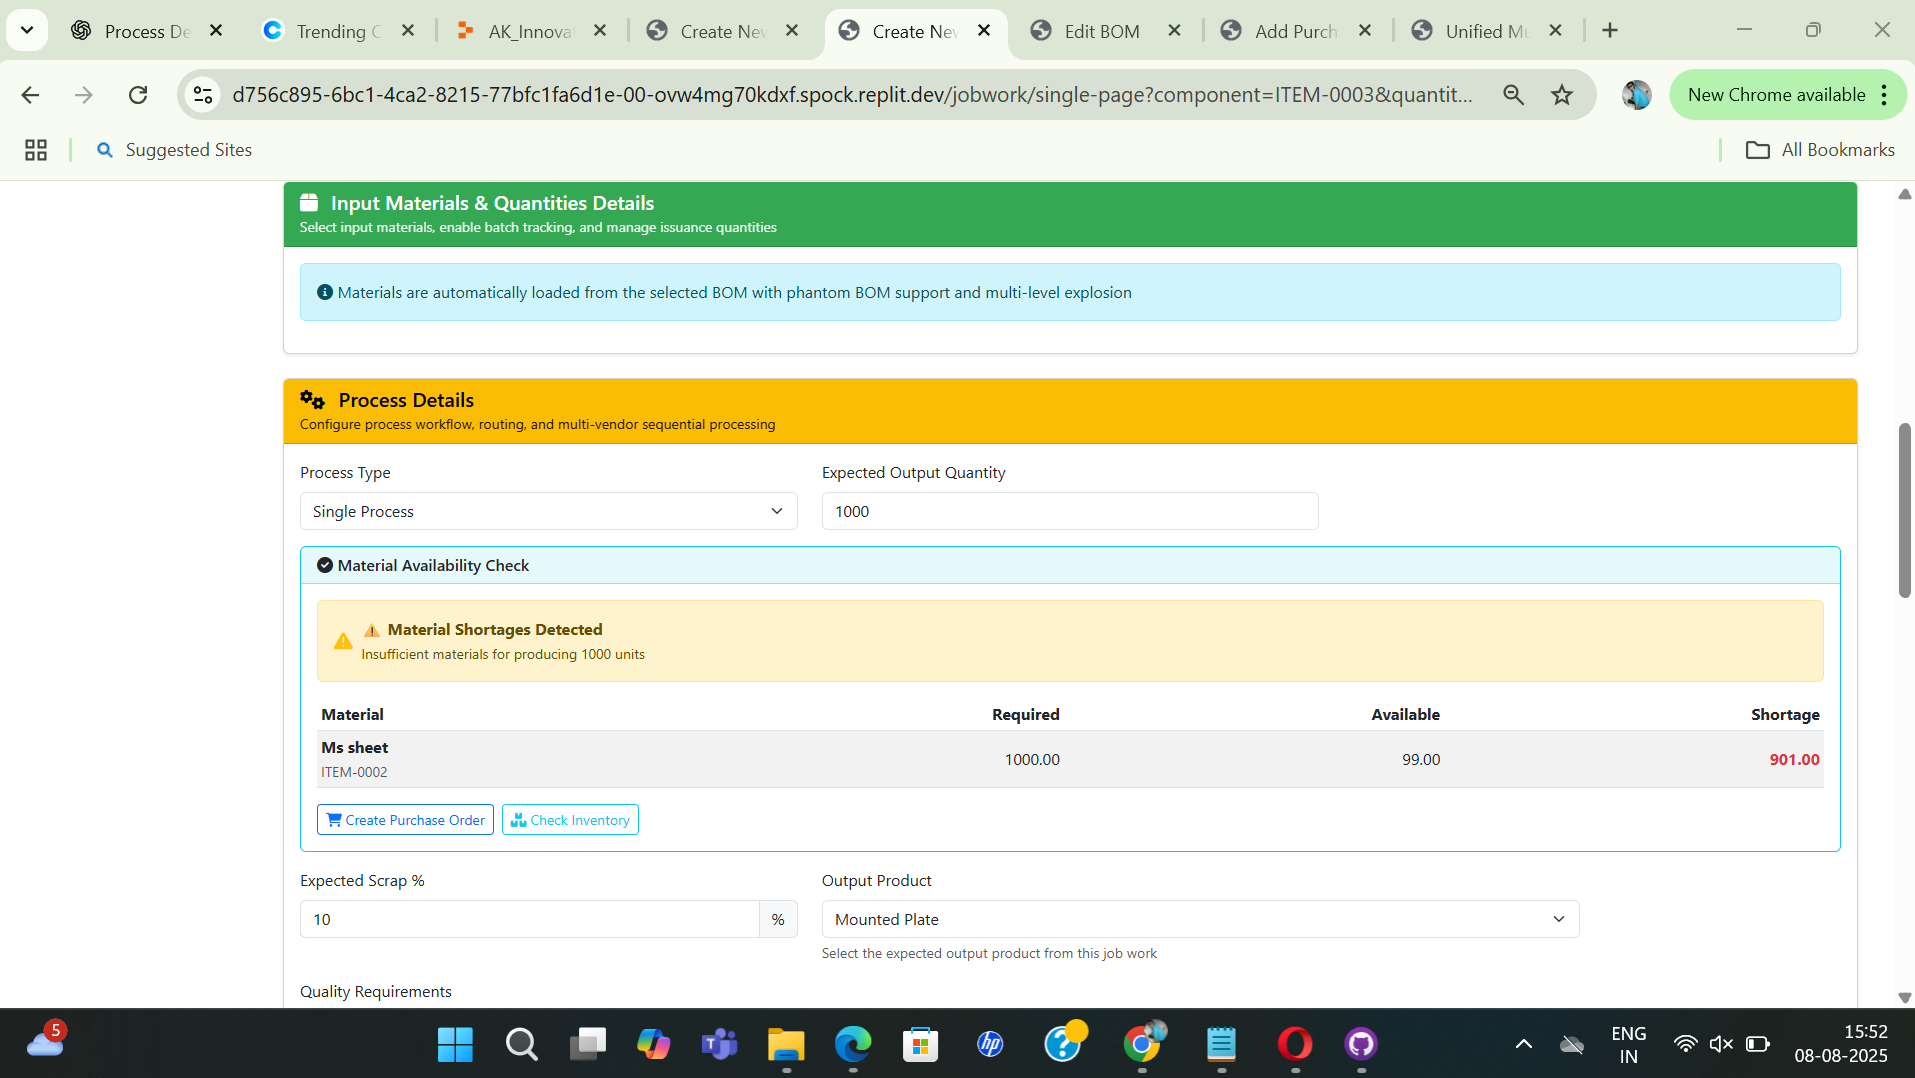 Process De
Trending C
AK_Innova
Create New
Create New
Edit BOM
Add Purch
Unified Mu
d756c895-6bc1-4ca2-8215-77bfc1fa6d1e-00-ovw4mg70kdxf.spock.replit.dev/jobwork/single-page?component=ITEM-0003&quantit...
New Chrome available
Suggested Sites
All Bookmarks
Input Materials & Quantities Details
Select input materials, enable batch tracking, and manage issuance quantities
Materials are automatically loaded from the selected BOM with phantom BOM support and multi-level explosion
Process Details
Configure process workflow, routing, and multi-vendor sequential processing
Process Type
Expected Output Quantity
Single Process
1000
Material Availability Check
Material Shortages Detected
Insufficient materials for producing 1000 units
Material Required Available Shortage
Ms sheet
ITEM-0002
1000.00 99.00 901.00
Create Purchase Order
Check Inventory
Expected Scrap %
Output Product
10 %
Mounted Plate
Select the expected output product from this job work
Quality Requirements
5
hp
ENG
IN
15:52
08-08-2025